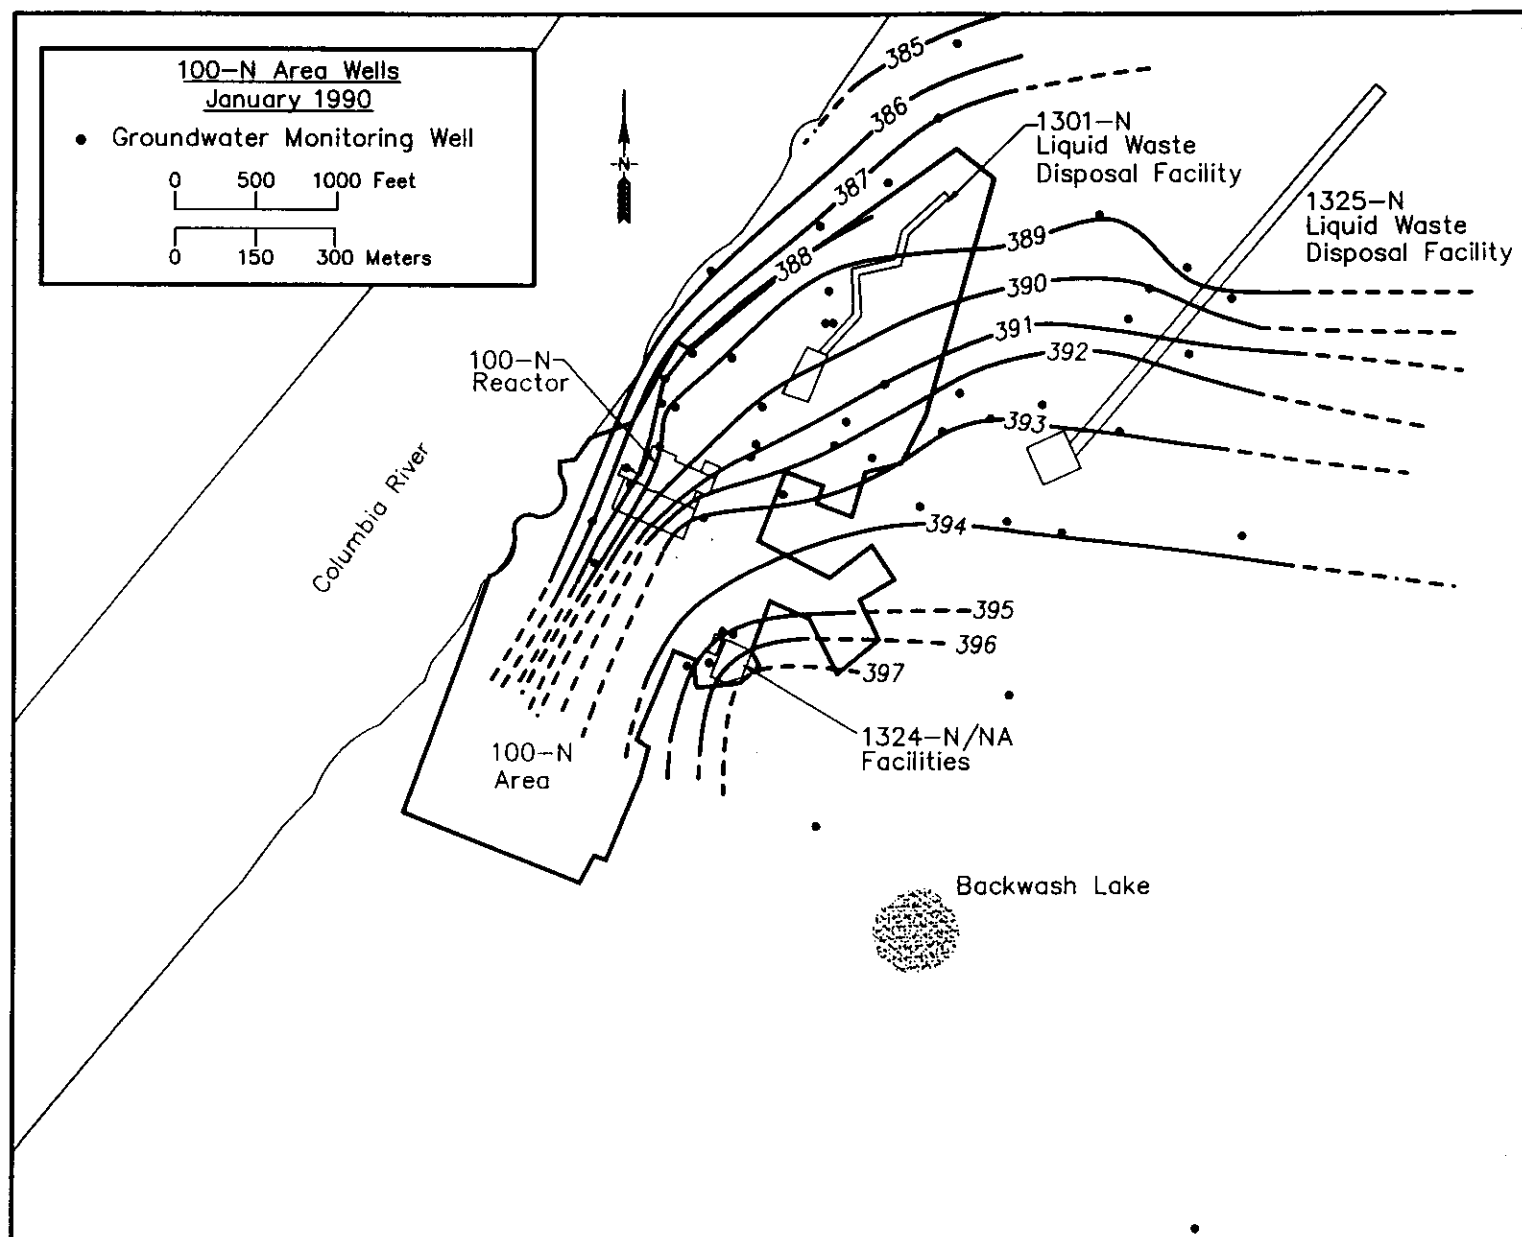 100-N Area Wells
January 1990
• Groundwater Monitoring Well
0 500 1000 Feet
0 150 300 Meters
-N-
385
386
387
388
389
390
391
392
393
394
395
396
397
1301-N
Liquid Waste
Disposal Facility
1325-N
Liquid Waste
Disposal Facility
100-N
Reactor
Columbia River
100-N
Area
1324-N/NA
Facilities
Backwash Lake